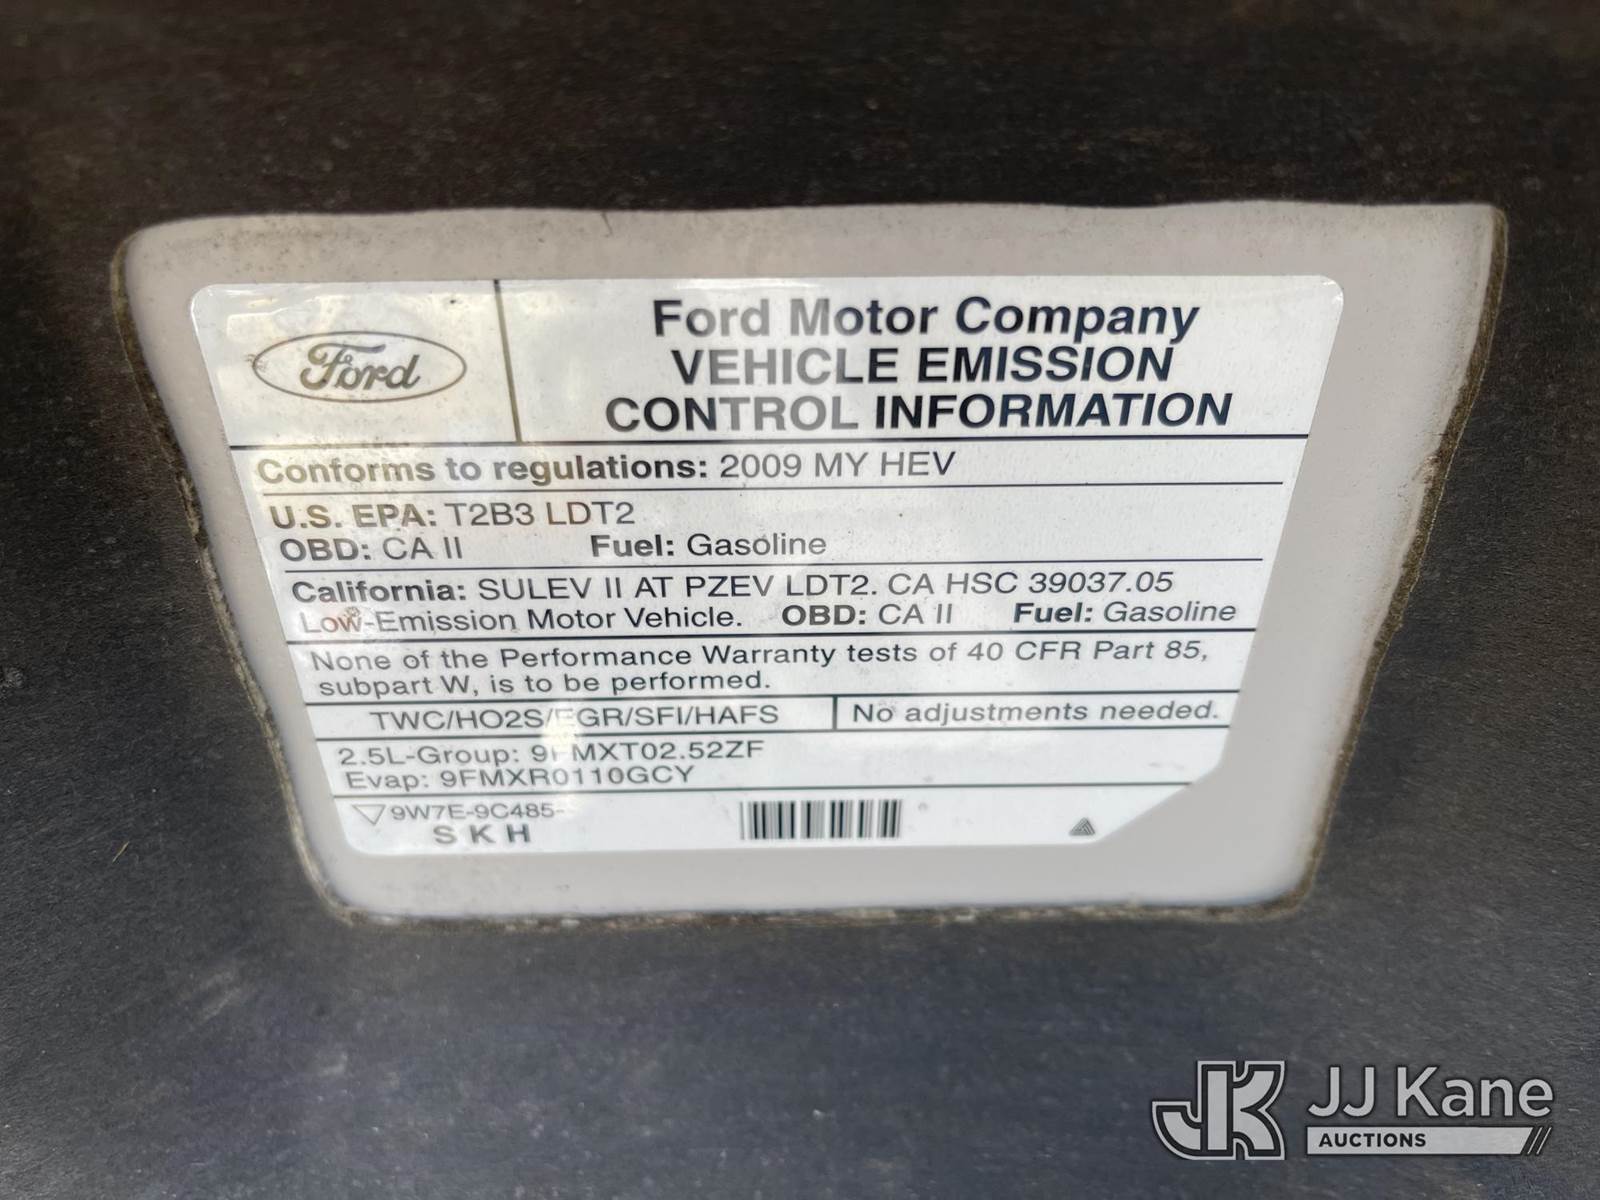 Ford
Ford Motor Company
VEHICLE EMISSION
CONTROL INFORMATION
Conforms to regulations: 2009 MY HEV
U.S. EPA: T2B3 LDT2
OBD: CA II Fuel: Gasoline
California: SULEV II AT PZEV LDT2. CA HSC 39037.05
Low-Emission Motor Vehicle. OBD: CA II Fuel: Gasoline
None of the Performance Warranty tests of 40 CFR Part 85,
subpart W, is to be performed.
TWC/HO2S/EGR/SFI/HAFS No adjustments needed.
2.5L-Group: 9FMXT02.52ZF
Evap: 9FMXR0110GCY
9W7E-9C485-
S K H
JK JJ Kane
AUCTIONS